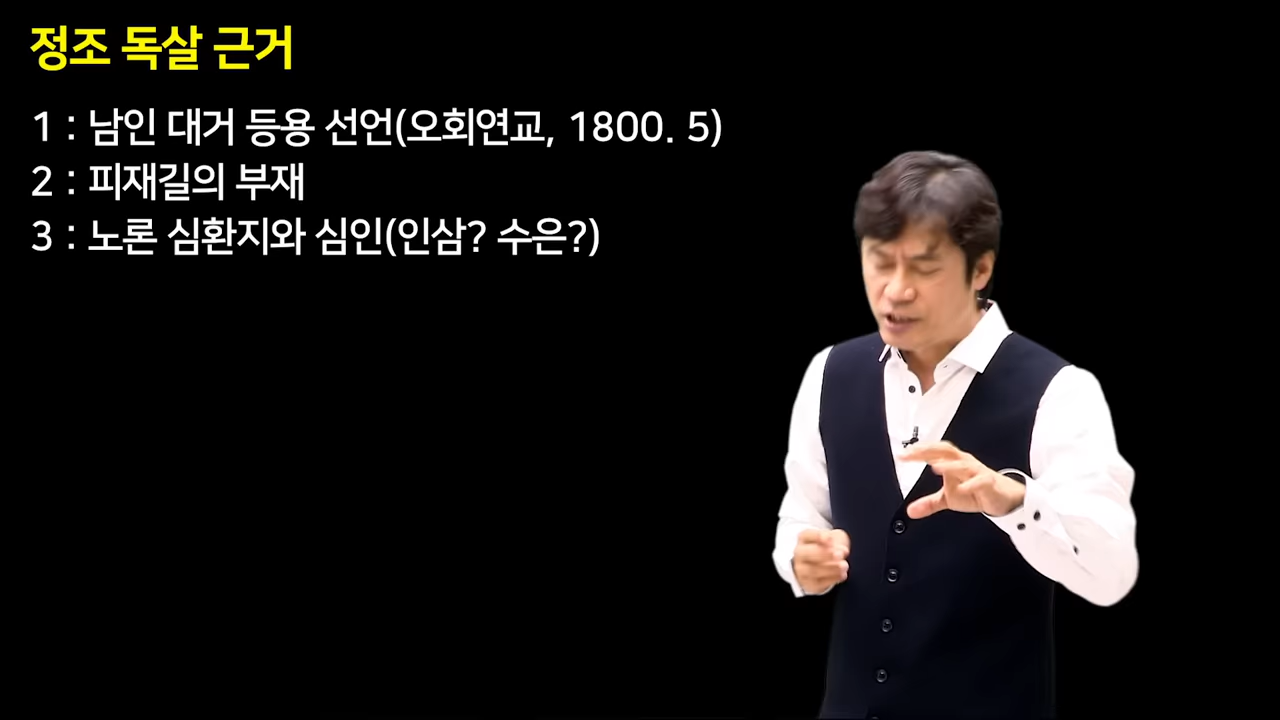 정조 독살 근거
1 : 남인 대거 등용 선언(오회연교, 1800. 5)
2 : 피재길의 부재
3 : 노론 심환지와 심인(인삼? 수은?)